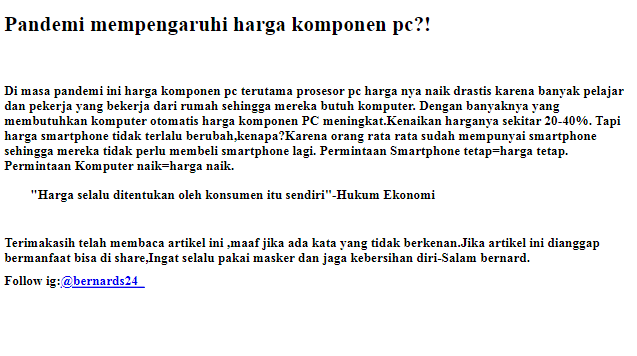 Pandemi mempengaruhi harga komponen pc?!
Di masa pandemi ini harga komponen pc terutama prosesor pc harga nya naik drastis karena banyak pelajar
dan pekerja yang bekerja dari rumah sehingga mereka butuh komputer. Dengan banyaknya yang
membutuhkan komputer otomatis harga komponen PC meningkat.Kenaikan harganya sekitar 20-40%. Tapi
harga smartphone tidak terlalu berubah,kenapa?Karena orang rata rata sudah mempunyai smartphone
sehingga mereka tidak perlu membeli smartphone lagi. Permintaan Smartphone tetap=harga tetap.
Permintaan Komputer naik=harga naik.
"Harga selalu ditentukan oleh konsumen itu sendiri"-Hukum Ekonomi
Terimakasih telah membaca artikel ini ,maaf jika ada kata yang tidak berkenan.Jika artikel ini dianggap
bermanfaat bisa di share,Ingat selalu pakai masker dan jaga kebersihan diri-Salam bernard.
Follow ig:@bernards24_